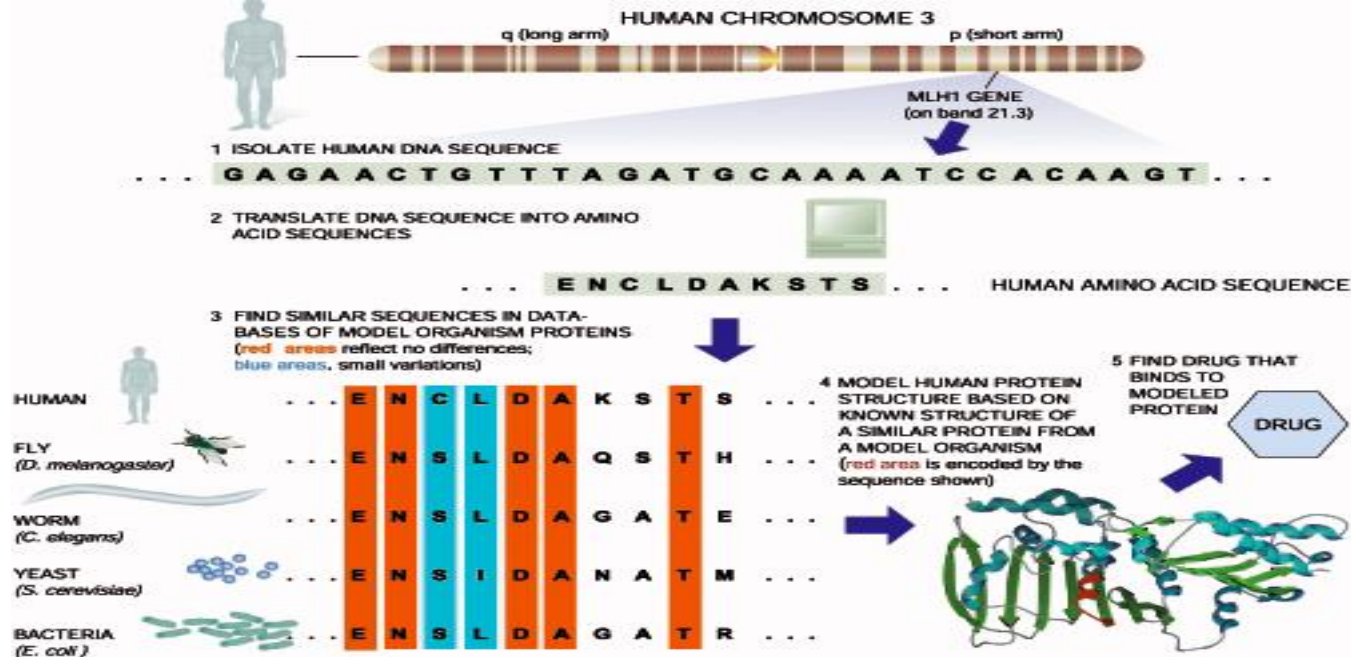 HUMAN CHROMOSOME 3
q (long arm)
p (short arm)
MLH1 GENE
(on band 21.3)
1 ISOLATE HUMAN DNA SEQUENCE
. . . G A G A A C T G T T T A G A T G C A A A A T C C A C A A G T . . .
2 TRANSLATE DNA SEQUENCE INTO AMINO
ACID SEQUENCES
. . . E N C L D A K S T S . . . HUMAN AMINO ACID SEQUENCE
3 FIND SIMILAR SEQUENCES IN DATA-
BASES OF MODEL ORGANISM PROTEINS
(red areas reflect no differences;
blue areas, small variations)
HUMAN . . . E N C L D A K S T S . . .
FLY
(D. melanogaster) . . . E N S L D A Q S T H . . .
WORM
(C. elegans) . . . E N S L D A G A T E . . .
YEAST
(S. cerevisiae) . . . E N S I D A N A T M . . .
BACTERIA
(E. coli ) . . . E N S L D A G A T R . . .
4 MODEL HUMAN PROTEIN
STRUCTURE BASED ON
KNOWN STRUCTURE OF
A SIMILAR PROTEIN FROM
A MODEL ORGANISM
(red area is encoded by the
sequence shown)
5 FIND DRUG THAT
BINDS TO
MODELED
PROTEIN
DRUG